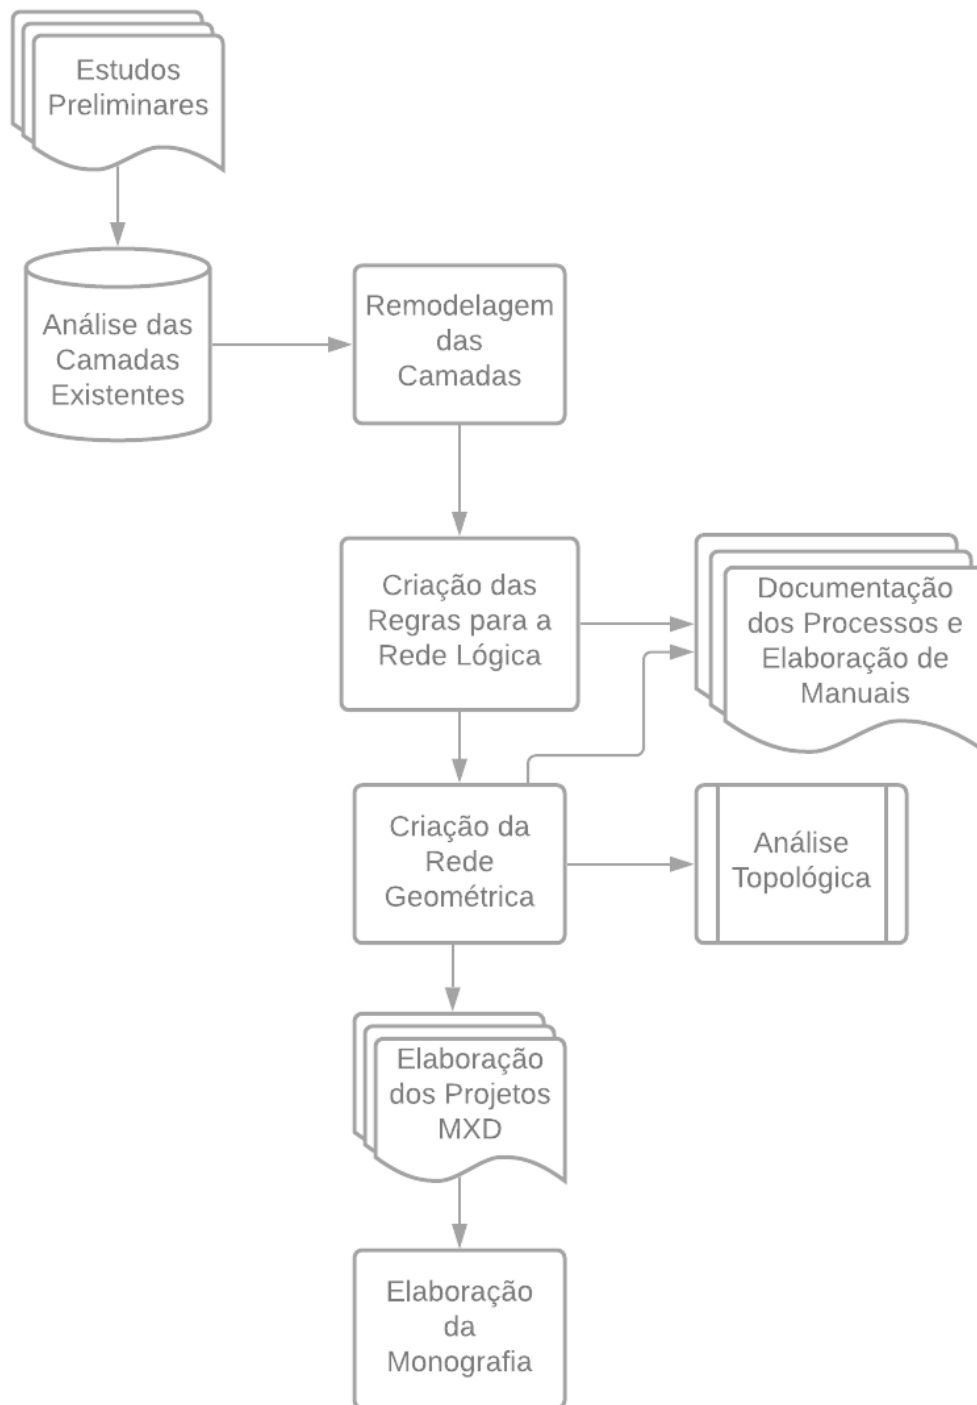 Estudos
Preliminares
Análise das
Camadas
Existentes
Remodelagem
das
Camadas
Criação das
Regras para a
Rede Lógica
Documentação
dos Processos e
Elaboração de
Manuais
Criação da
Rede
Geométrica
Análise
Topológica
Elaboração
dos Projetos
MXD
Elaboração
da
Monografia